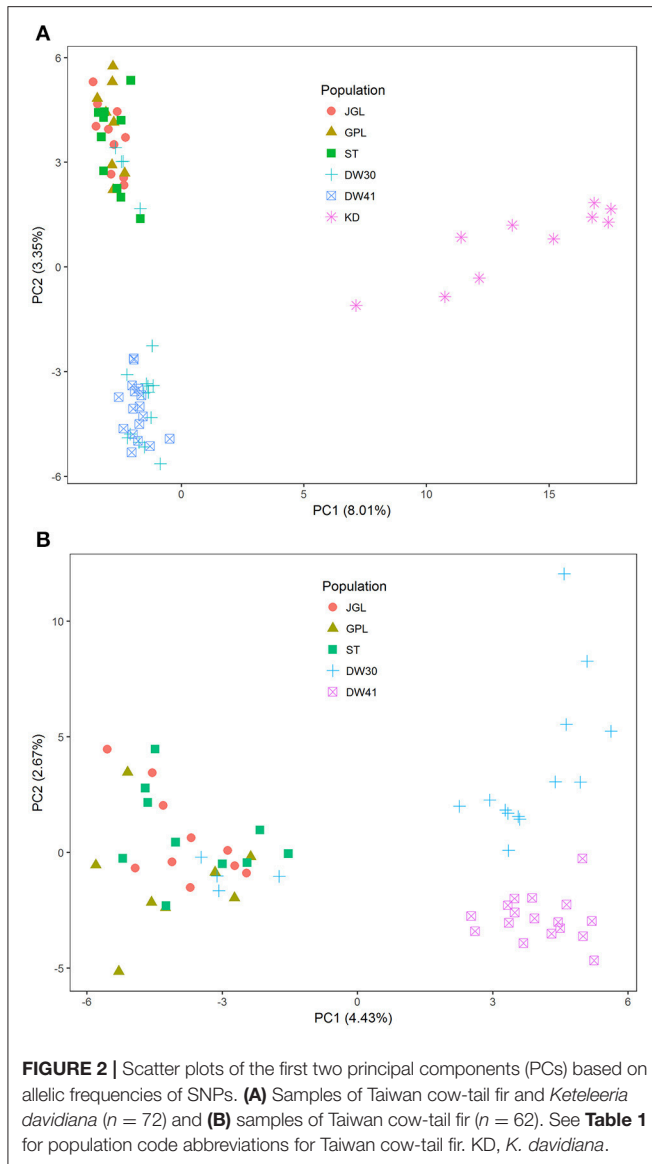 A
6
3
0
-3
-6
PC2 (3.35%)
Population
JGL
GPL
ST
DW30
DW41
KD
0
5
10
15
PC1 (8.01%)
B
10
5
0
-5
PC2 (2.67%)
Population
JGL
GPL
ST
DW30
DW41
-6
-3
0
3
6
PC1 (4.43%)
FIGURE 2 | Scatter plots of the first two principal components (PCs) based on
allelic frequencies of SNPs. (A) Samples of Taiwan cow-tail fir and Keteleeria
davidiana (n = 72) and (B) samples of Taiwan cow-tail fir (n = 62). See Table 1
for population code abbreviations for Taiwan cow-tail fir. KD, K. davidiana.